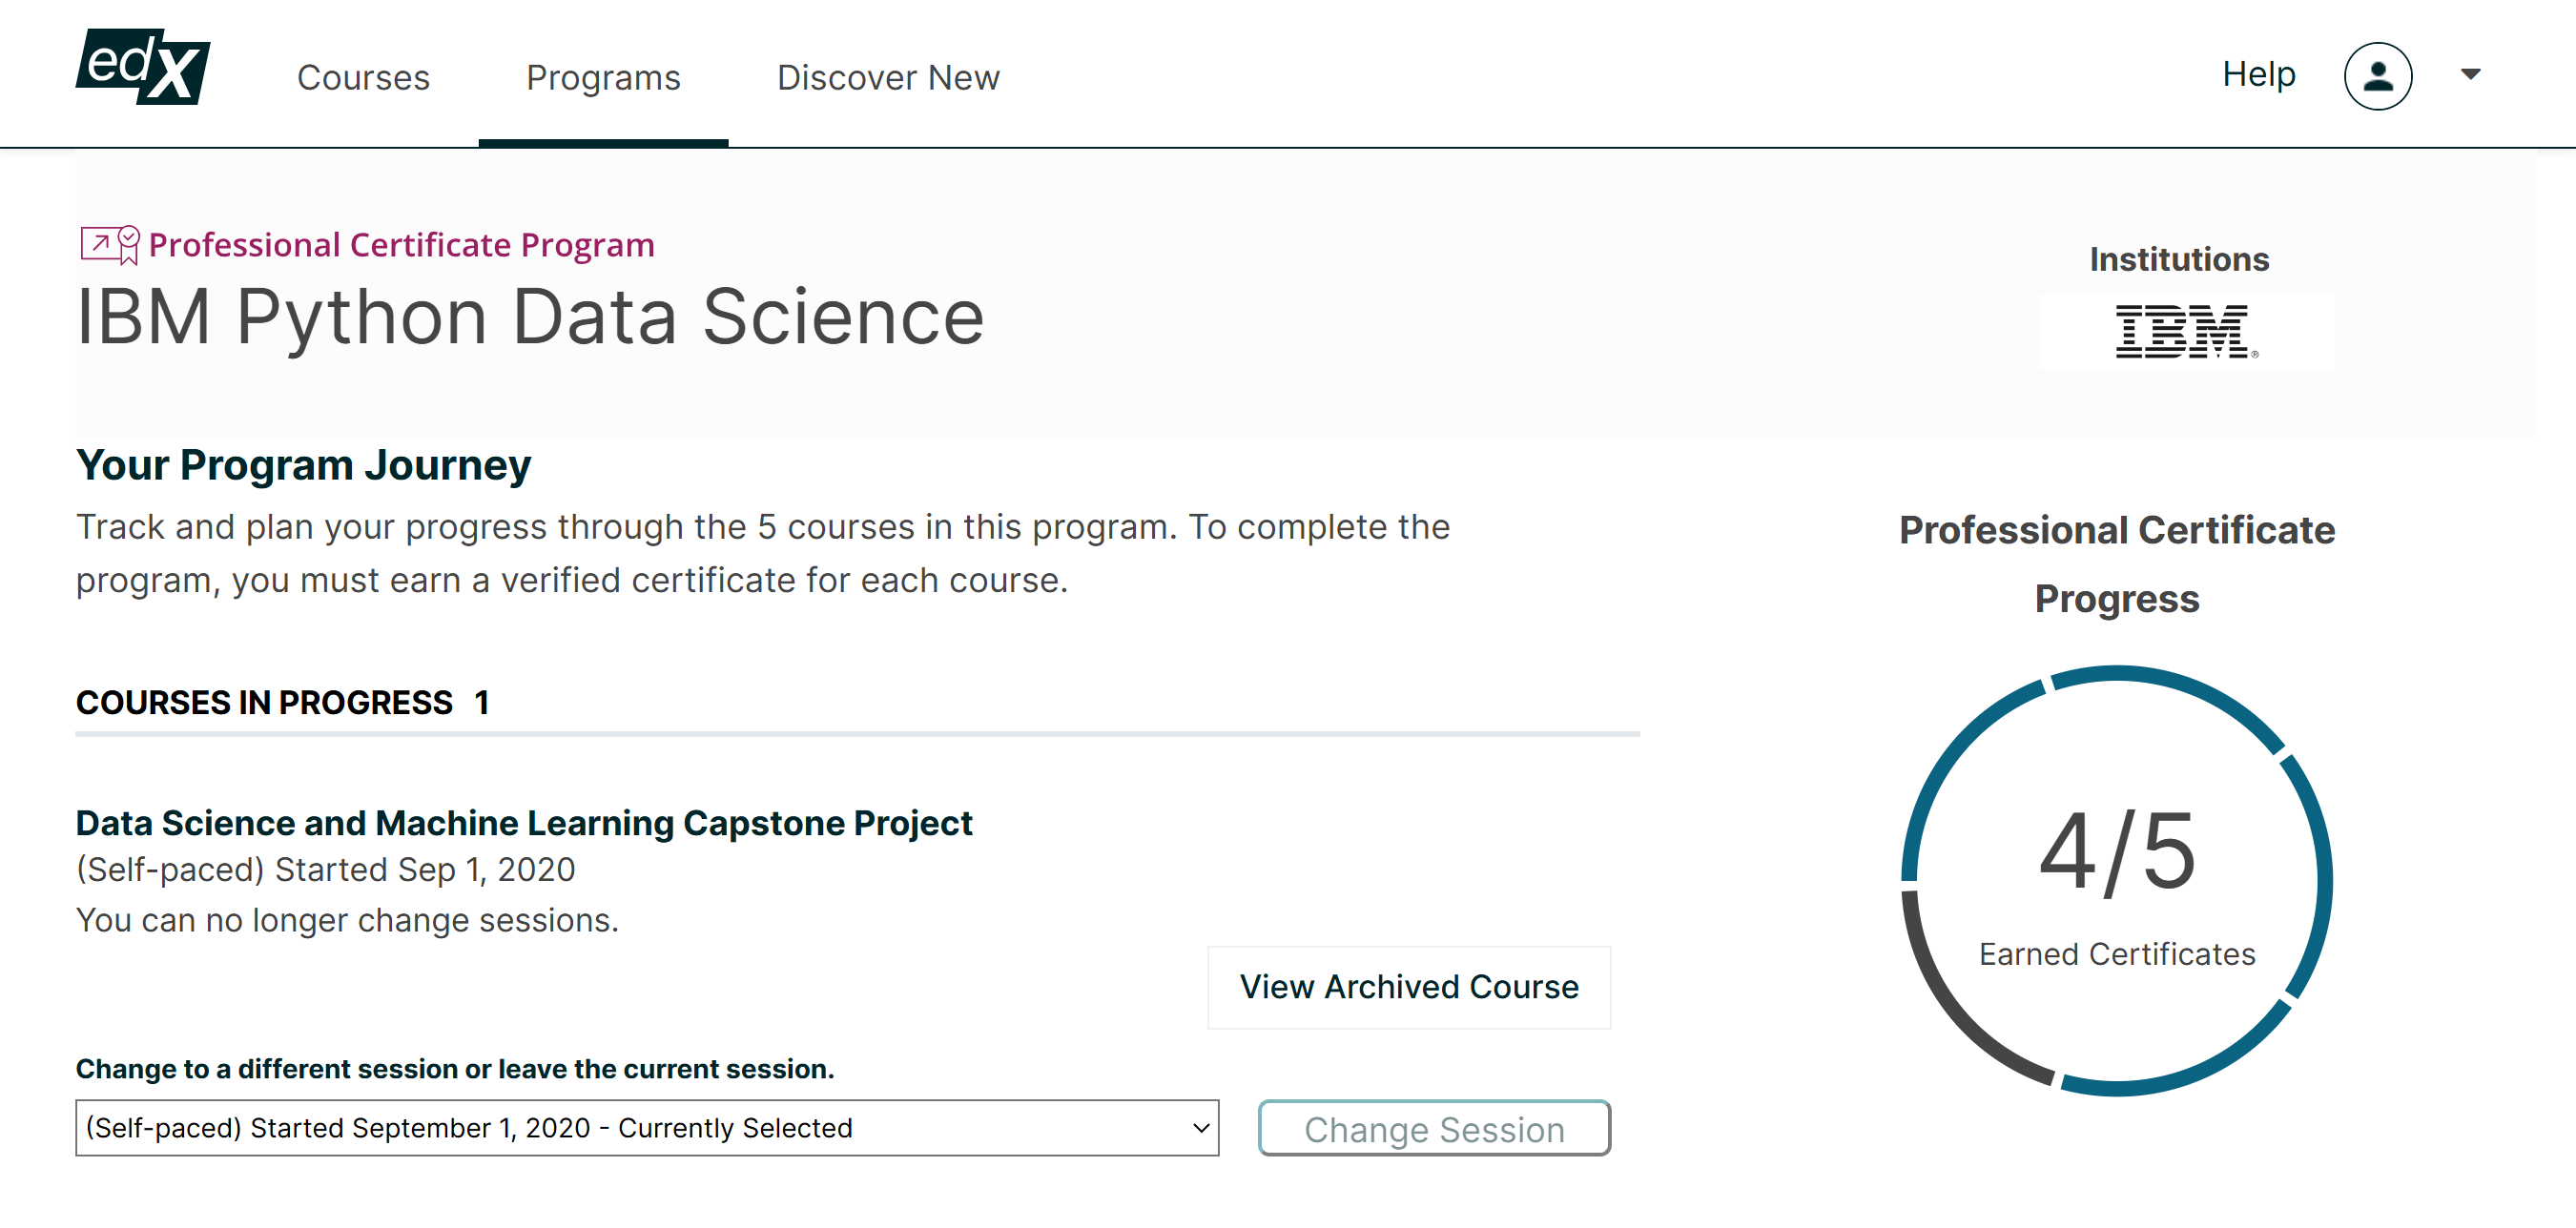 edX
Courses
Programs
Discover New
Help
Professional Certificate Program
IBM Python Data Science
Institutions
IBM®
Your Program Journey
Track and plan your progress through the 5 courses in this program. To complete the
program, you must earn a verified certificate for each course.
Professional Certificate
Progress
4/5
Earned Certificates
COURSES IN PROGRESS 1
Data Science and Machine Learning Capstone Project
(Self-paced) Started Sep 1, 2020
You can no longer change sessions.
View Archived Course
Change to a different session or leave the current session.
(Self-paced) Started September 1, 2020 - Currently Selected
Change Session